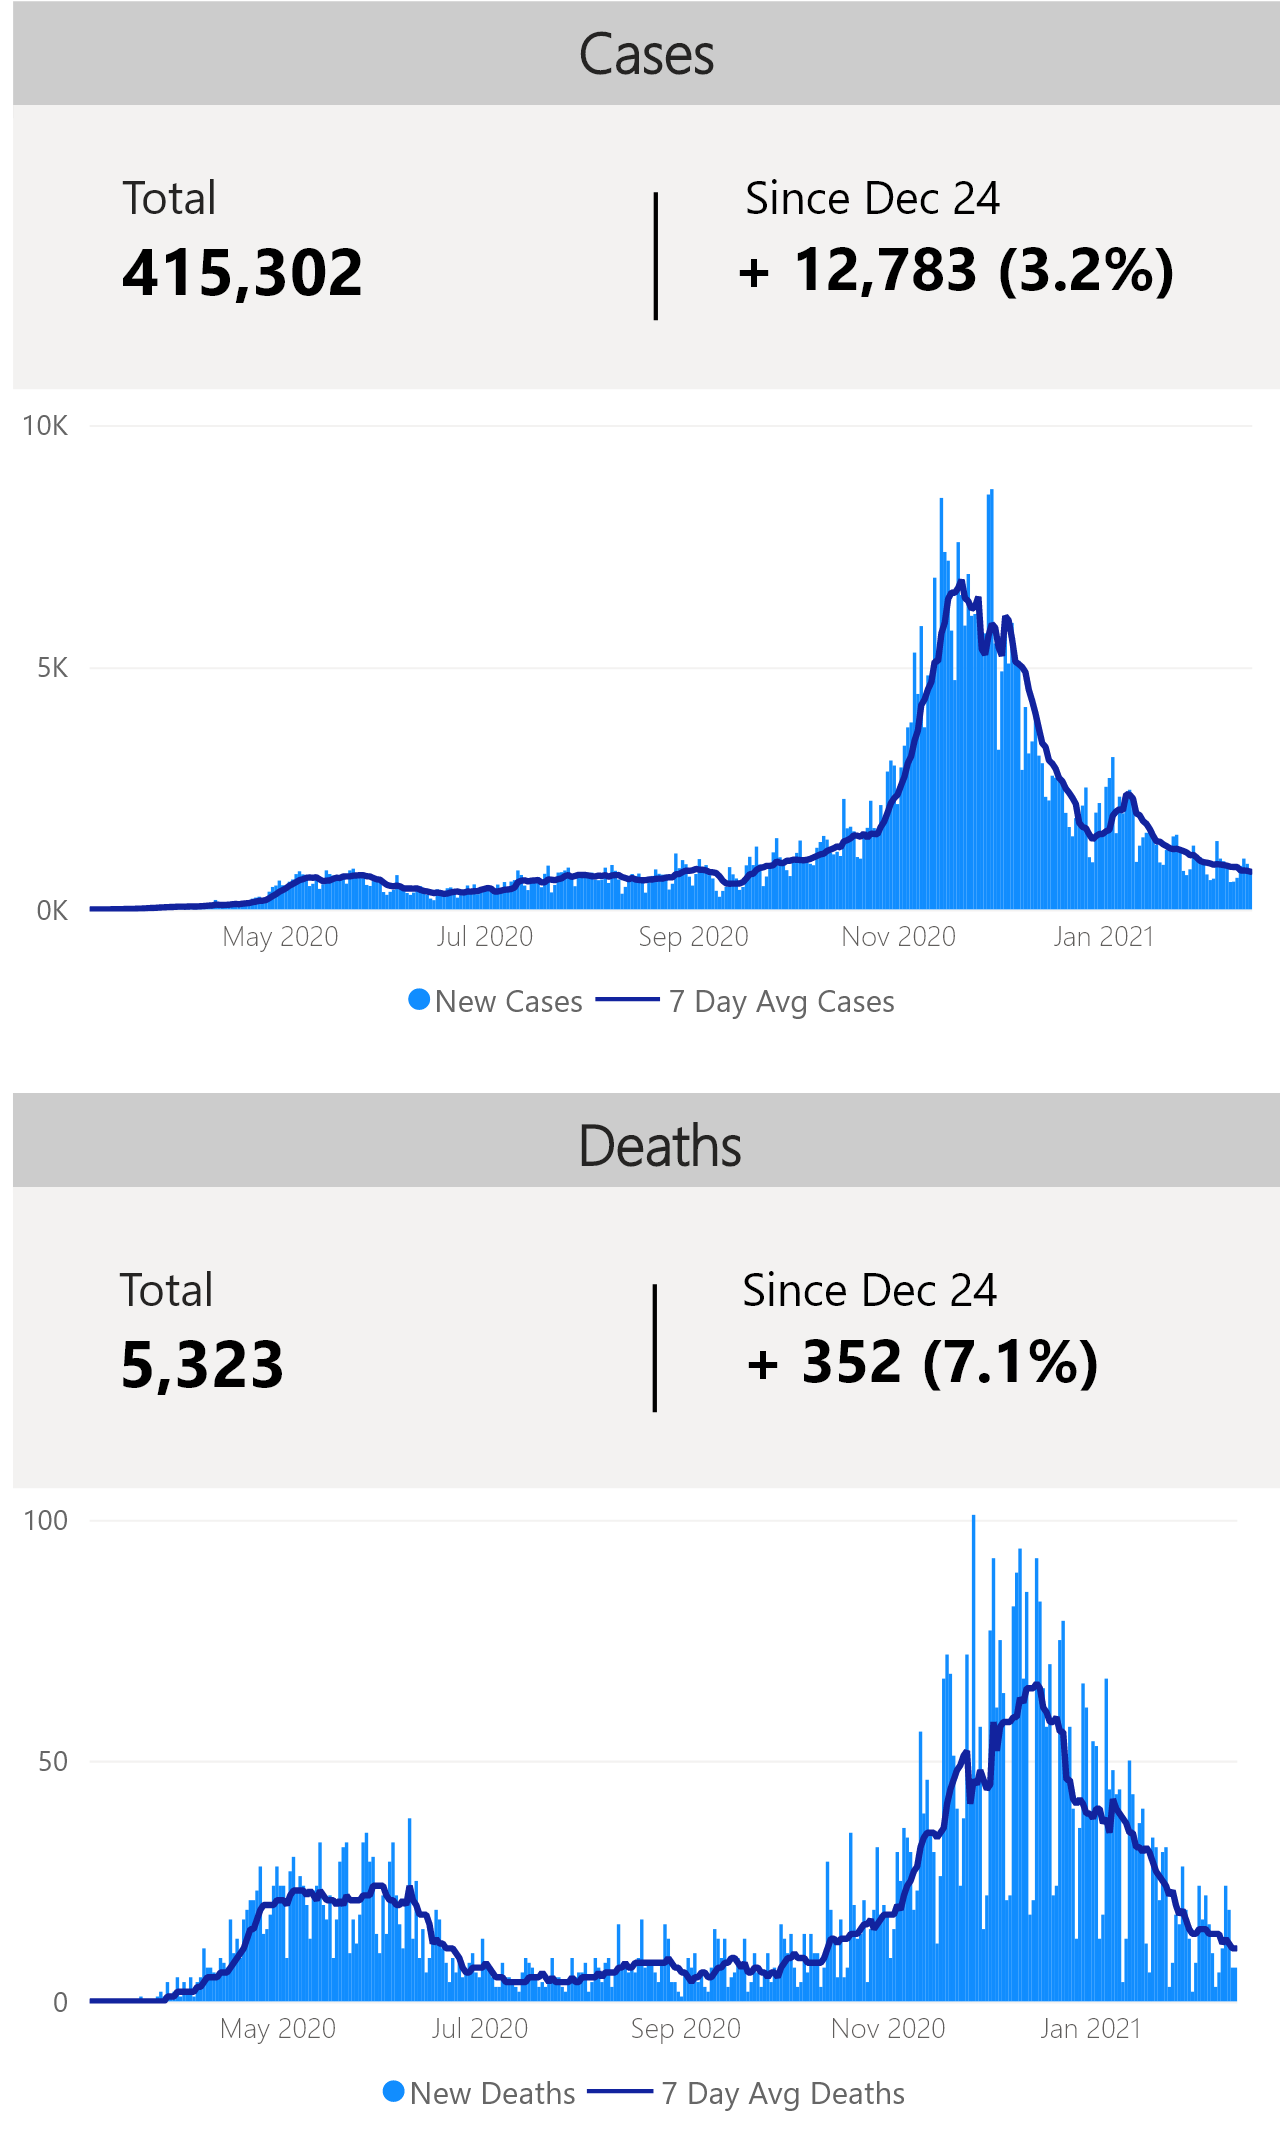 Cases
Total
Since Dec 24
415,302
+ 12,783 (3.2%)
10K
5K
0K
May 2020
Jul 2020
Sep 2020
Nov 2020
Jan 2021
New Cases
7 Day Avg Cases
Deaths
Total
Since Dec 24
5,323
+ 352 (7.1%)
100
50
0
May 2020
Jul 2020
Sep 2020
Nov 2020
Jan 2021
New Deaths
7 Day Avg Deaths